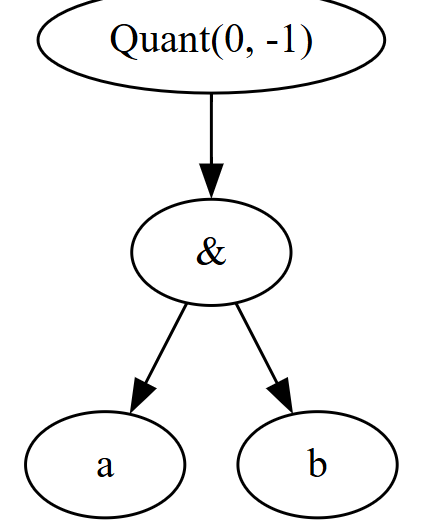 Quant(0, -1)
&
a
b